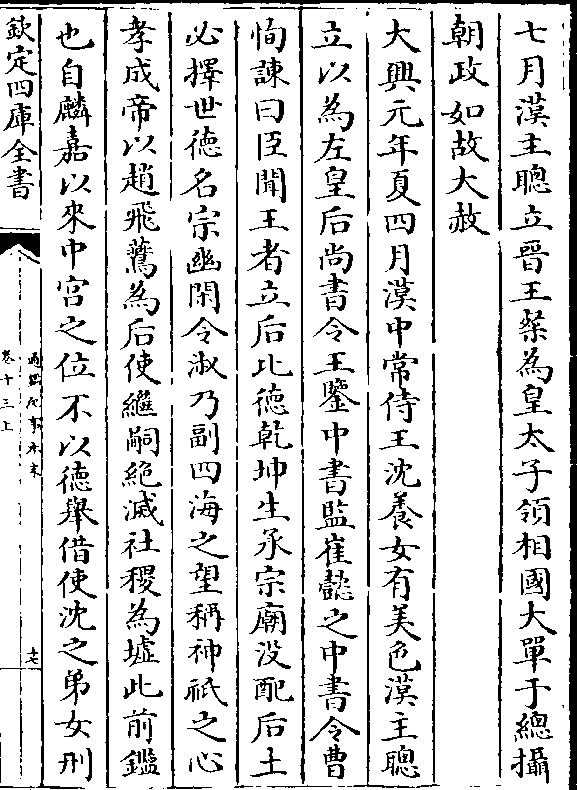 七月漢主聰立晉王粲為皇太子領相國大單于總攝
朝政如故大赦
大興元年夏四月漢中常侍王沈養女有美色漢主聰
立以為左皇后尚書令王鑒中書監崔懿之中書令曹
恂諫曰臣聞王者立后比德乾坤生承宗廟沒配后土
必擇世德名宗幽閑令淑乃副四海之望稱神祇之心
孝成帝以趙飛鷰為后使繼嗣絶滅社稷為墟此前鑑
也自麟嘉以來中宮之位不以德舉借使沈之弟女刑
欽定四庫全書
通鑑紀事本末
卷十三上
十七